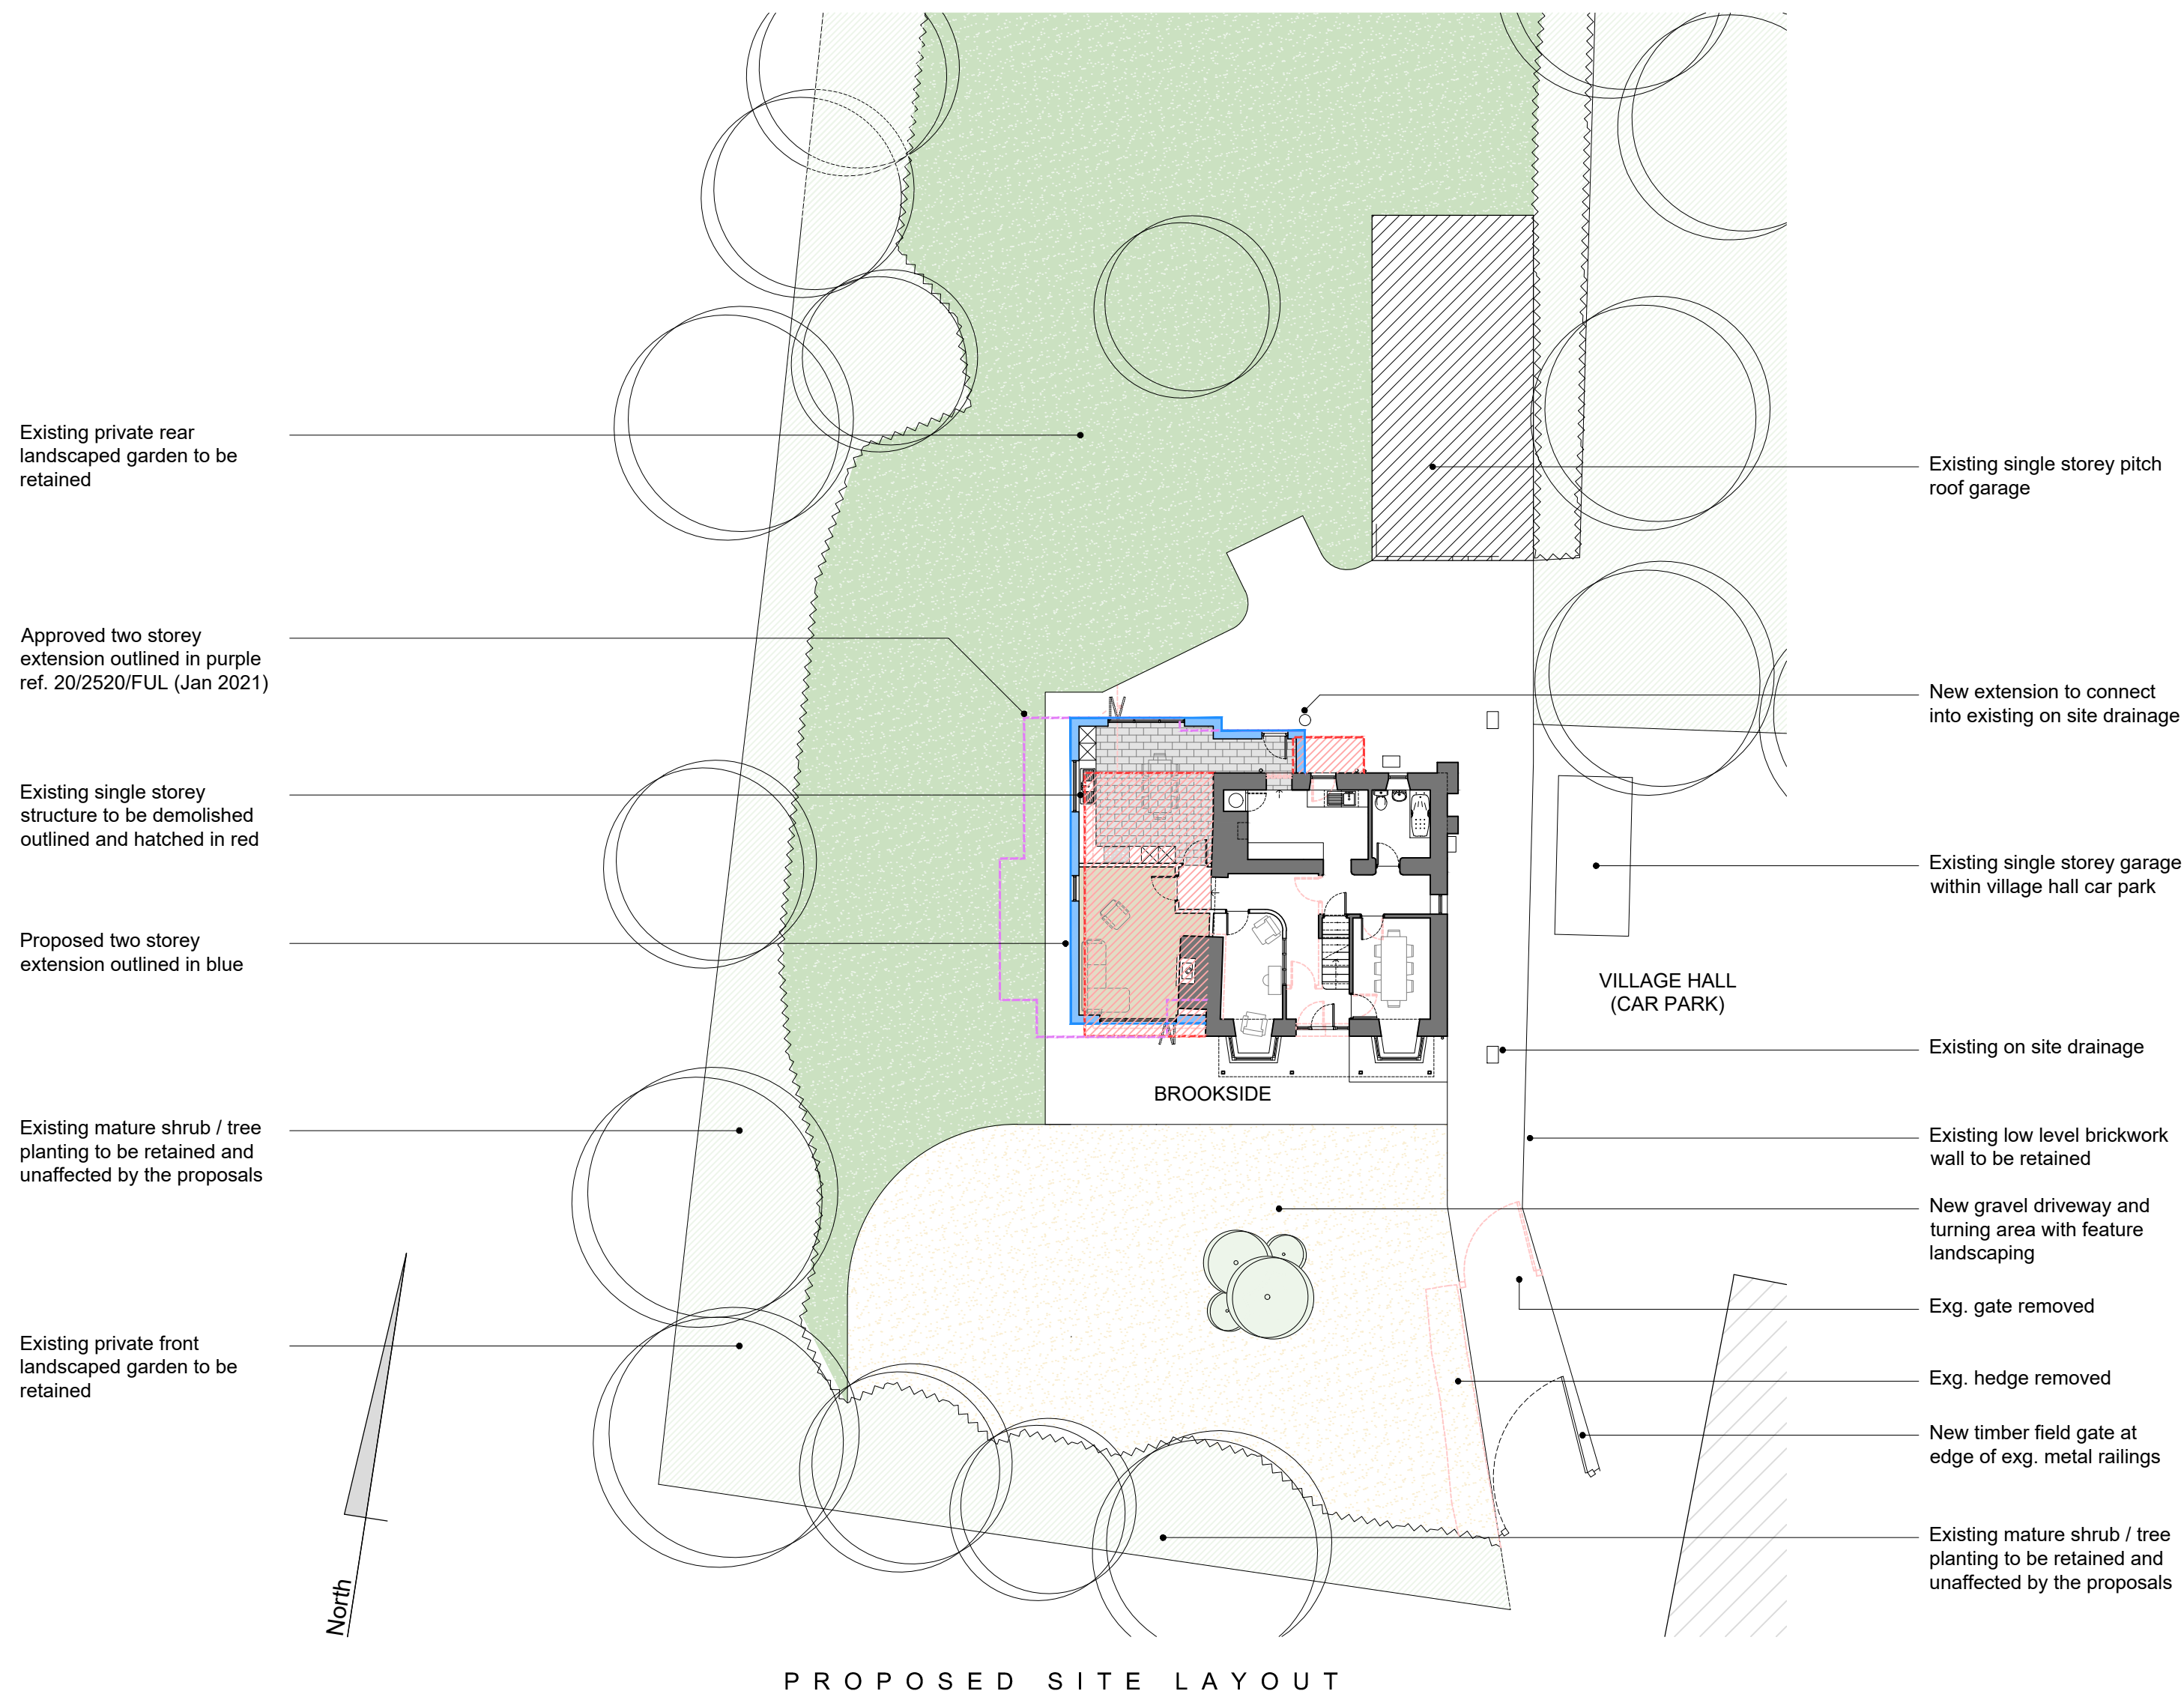 Existing private rear
landscaped garden to be
retained
Approved two storey
extension outlined in purple
ref. 20/2520/FUL (Jan 2021)
Existing single storey
structure to be demolished
outlined and hatched in red
Proposed two storey
extension outlined in blue
Existing mature shrub / tree
planting to be retained and
unaffected by the proposals
Existing private front
landscaped garden to be
retained
North
BROOKSIDE
VILLAGE HALL
(CAR PARK)
Existing single storey pitch
roof garage
New extension to connect
into existing on site drainage
Existing single storey garage
within village hall car park
Existing on site drainage
Existing low level brickwork
wall to be retained
New gravel driveway and
turning area with feature
landscaping
Exg. gate removed
Exg. hedge removed
New timber field gate at
edge of exg. metal railings
Existing mature shrub / tree
planting to be retained and
unaffected by the proposals
PROPOSED SITE LAYOUT